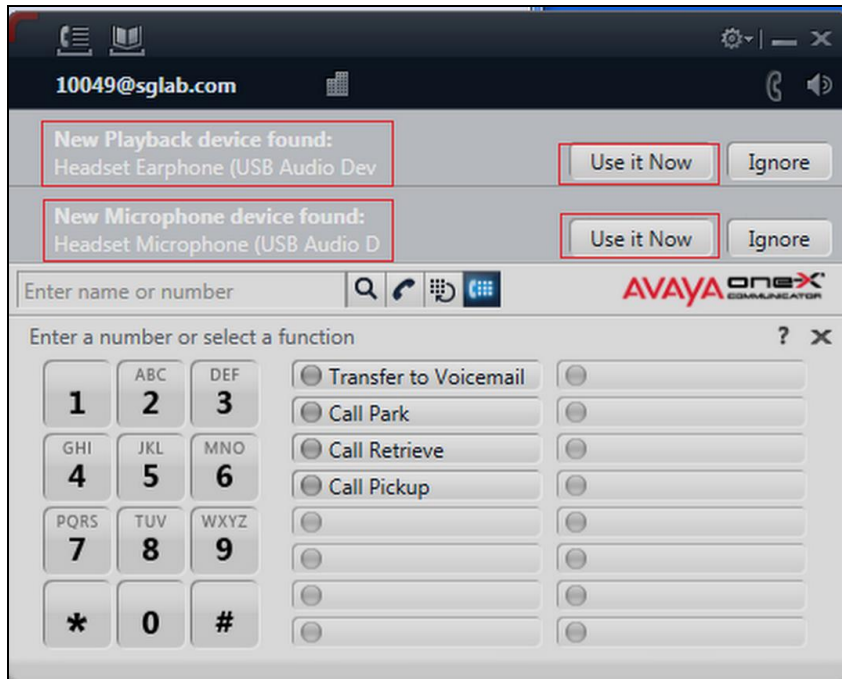 10049@sglab.com
New Playback device found:
Headset Earphone (USB Audio Dev
Use it Now
Ignore
New Microphone device found:
Headset Microphone (USB Audio D
Use it Now
Ignore
Enter name or number
AVAYA one-X
COMMUNICATOR
Enter a number or select a function
?
1
ABC
2
DEF
3
GHI
4
JKL
5
MNO
6
PQRS
7
TUV
8
WXYZ
9
*
0
#
Transfer to Voicemail
Call Park
Call Retrieve
Call Pickup